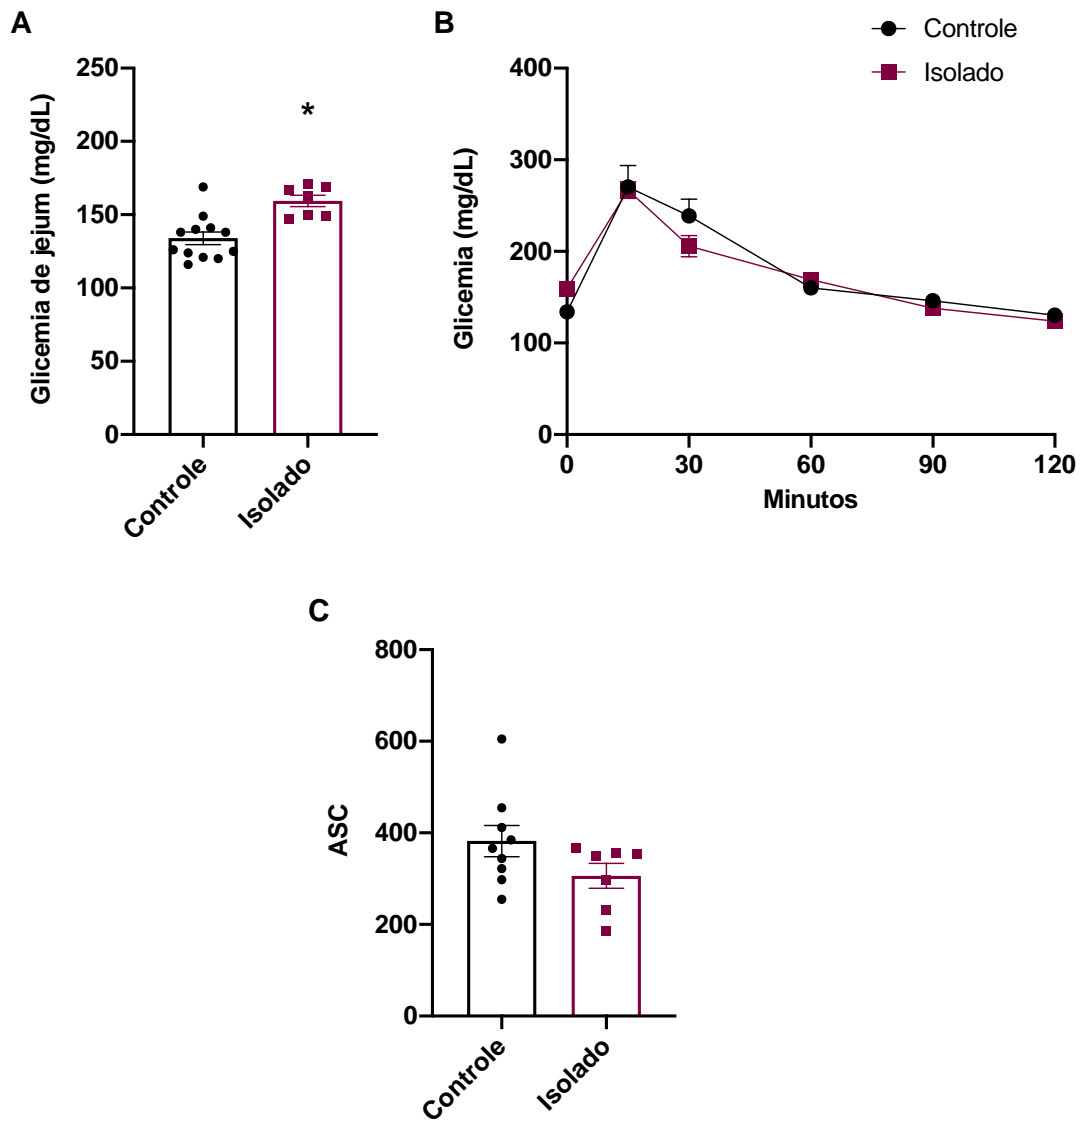 A
Glicemia de jejum (mg/dL)
250
200
150
100
50
0
*
Controle
Isolado
B
Controle
Isolado
Glicemia (mg/dL)
400
300
200
100
0
0 30 60 90 120
Minutos
C
ASC
800
600
400
200
0
Controle
Isolado